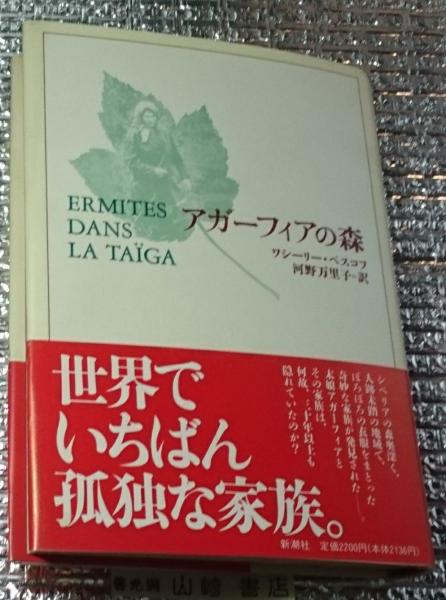 ERMITES
DANS
LA TAÏGA
アガーフィアの森
ワシーリー・ペスコフ
河野万里子=訳
世界で
いちばん
孤独な家族。
シベリアの森奥深く、
人跡未踏の地域で、
ぼろぼろの衣服をまとった
奇妙な家族が発見された——。
末娘アガーフィアと
その家族は、
何故、三十年以上も
隠れていたのか?
新潮社 定価2200円(本体2136円)
山崎書店